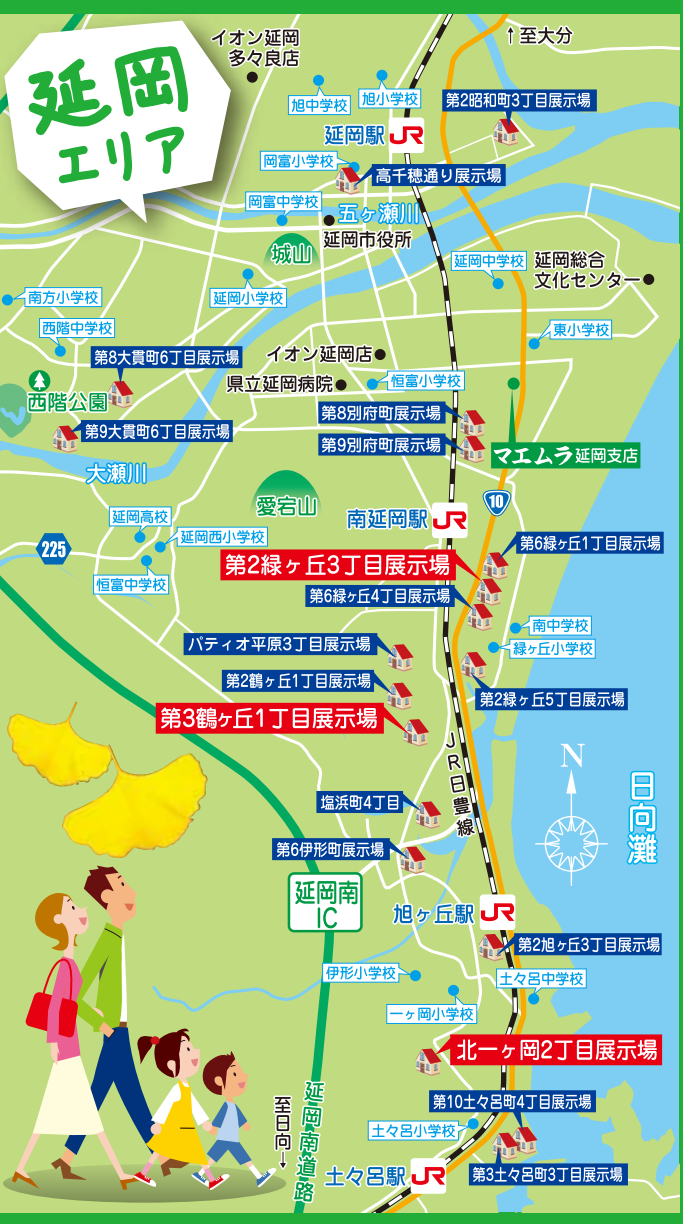 延岡
エリア
イオン延岡
多々良店
↑至大分
旭中学校
旭小学校
第2昭和町3丁目展示場
延岡駅 JR
岡富小学校
高千穂通り展示場
岡富中学校
五ヶ瀬川
延岡市役所
城山
延岡中学校
延岡総合
文化センター
南方小学校
延岡小学校
西階中学校
東小学校
第8大貫町6丁目展示場
イオン延岡店
県立延岡病院
恒富小学校
西階公園
第8別府町展示場
第9大貫町6丁目展示場
第9別府町展示場
マエムラ延岡支店
大瀬川
愛宕山
10
延岡高校
南延岡駅 JR
延岡西小学校
225
第6緑ヶ丘1丁目展示場
第2緑ヶ丘3丁目展示場
恒富中学校
第6緑ヶ丘4丁目展示場
南中学校
パティオ平原3丁目展示場
緑ヶ丘小学校
第2鶴ヶ丘1丁目展示場
第2緑ヶ丘5丁目展示場
第3鶴ヶ丘1丁目展示場
JR日豊線
N
日向灘
塩浜町4丁目
第6伊形町展示場
延岡南
IC
旭ヶ丘駅 JR
第2旭ヶ丘3丁目展示場
伊形小学校
土々呂中学校
一ヶ岡小学校
北一ヶ岡2丁目展示場
延岡南道路
至日向→
第10土々呂町4丁目展示場
土々呂小学校
土々呂駅 JR
第3土々呂町3丁目展示場